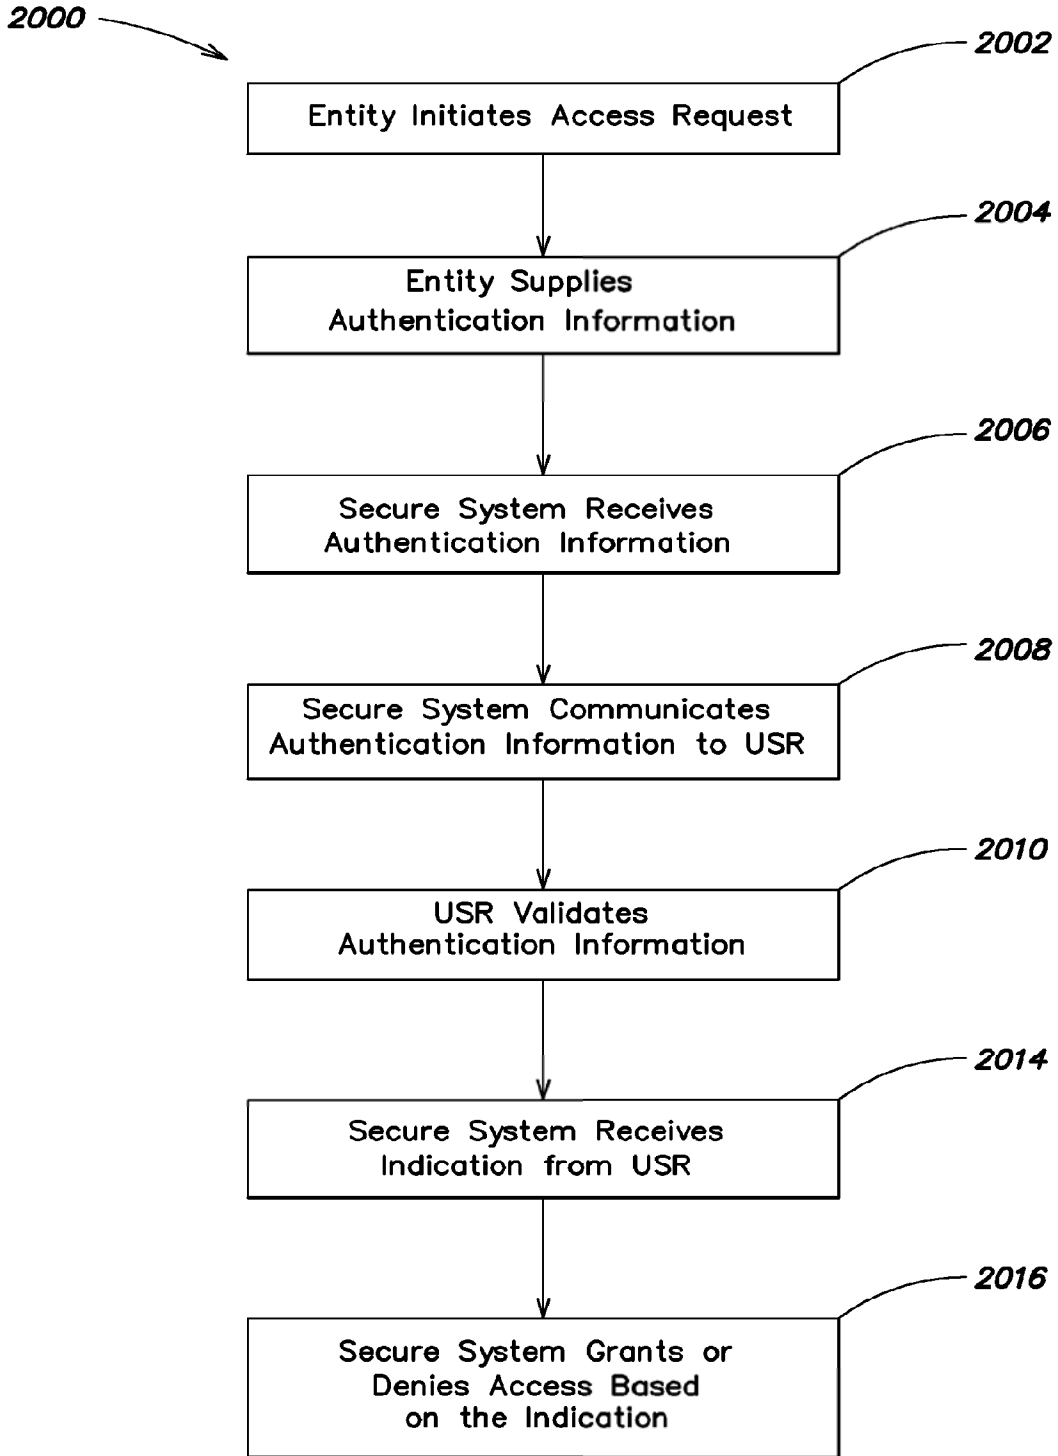 2000
2002
Entity Initiates Access Request
2004
Entity Supplies
Authentication Information
2006
Secure System Receives
Authentication Information
2008
Secure System Communicates
Authentication Information to USR
2010
USR Validates
Authentication Information
2014
Secure System Receives
Indication from USR
2016
Secure System Grants or
Denies Access Based
on the Indication